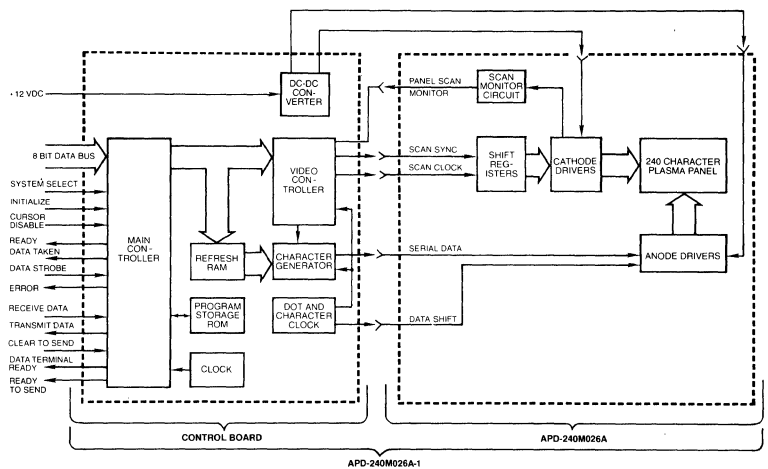 +12 VDC
DC-DC
CON-
VERTER
PANEL SCAN
MONITOR
SCAN
MONITOR
CIRCUIT
8 BIT DATA BUS
SYSTEM SELECT
INITIALIZE
CURSOR
DISABLE
READY
DATA TAKEN
DATA STROBE
ERROR
RECEIVE DATA
TRANSMIT DATA
CLEAR TO SEND
DATA TERMINAL
READY
READY
TO SEND
MAIN
CON-
TROLLER
VIDEO
CON-
TROLLER
SCAN SYNC
SCAN CLOCK
SHIFT
REG-
ISTERS
CATHODE
DRIVERS
240 CHARACTER
PLASMA PANEL
REFRESH
RAM
CHARACTER
GENERATOR
SERIAL DATA
ANODE DRIVERS
PROGRAM
STORAGE
ROM
DOT AND
CHARACTER
CLOCK
DATA SHIFT
CLOCK
CONTROL BOARD
APD-240M026A
APD-240M026A-1